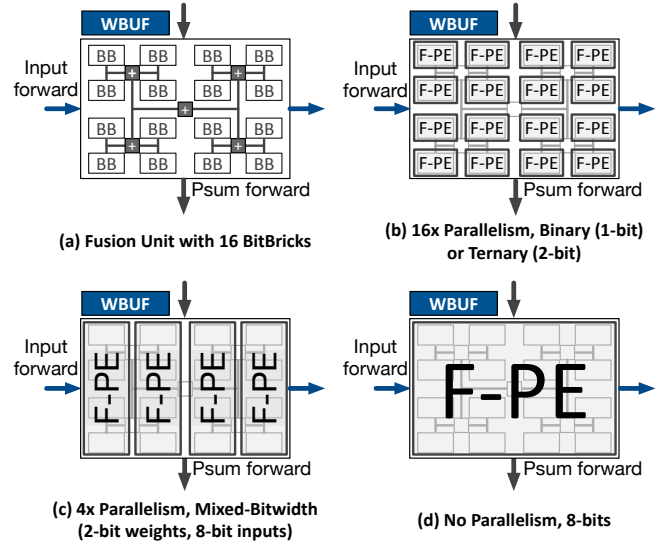 WBUF
BB BB BB BB
Input forward
BB BB BB BB
BB BB BB BB
BB BB BB BB
Psum forward
(a) Fusion Unit with 16 BitBricks
WBUF
F-PE F-PE F-PE F-PE
Input forward
F-PE F-PE F-PE F-PE
F-PE F-PE F-PE F-PE
F-PE F-PE F-PE F-PE
Psum forward
(b) 16x Parallelism, Binary (1-bit)
or Ternary (2-bit)
WBUF
Input
forward
F-PE F-PE F-PE F-PE
Psum forward
(c) 4x Parallelism, Mixed-Bitwidth
(2-bit weights, 8-bit inputs)
WBUF
Input
forward
F-PE
Psum forward
(d) No Parallelism, 8-bits